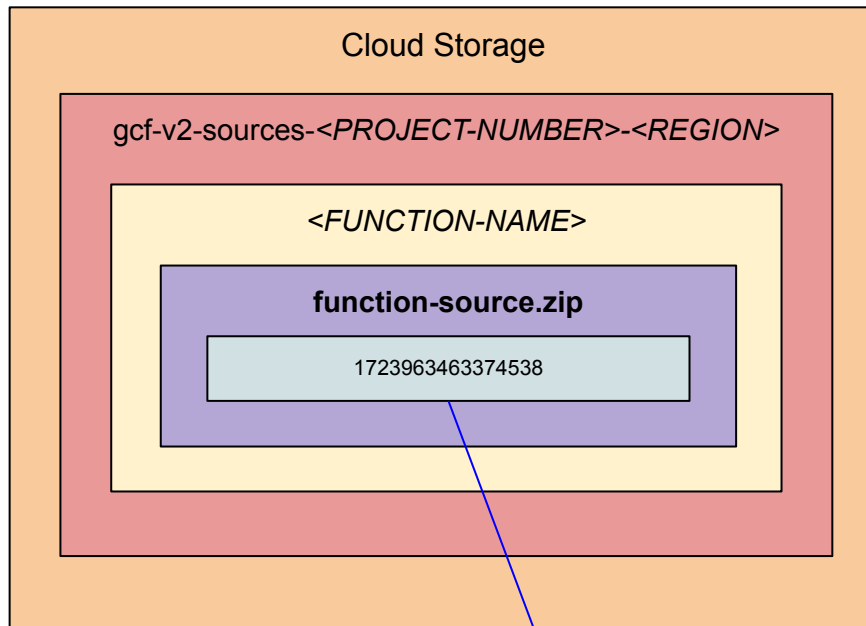 Cloud Storage
gcf-v2-sources-<PROJECT-NUMBER>-<REGION>
<FUNCTION-NAME>
function-source.zip
1723963463374538